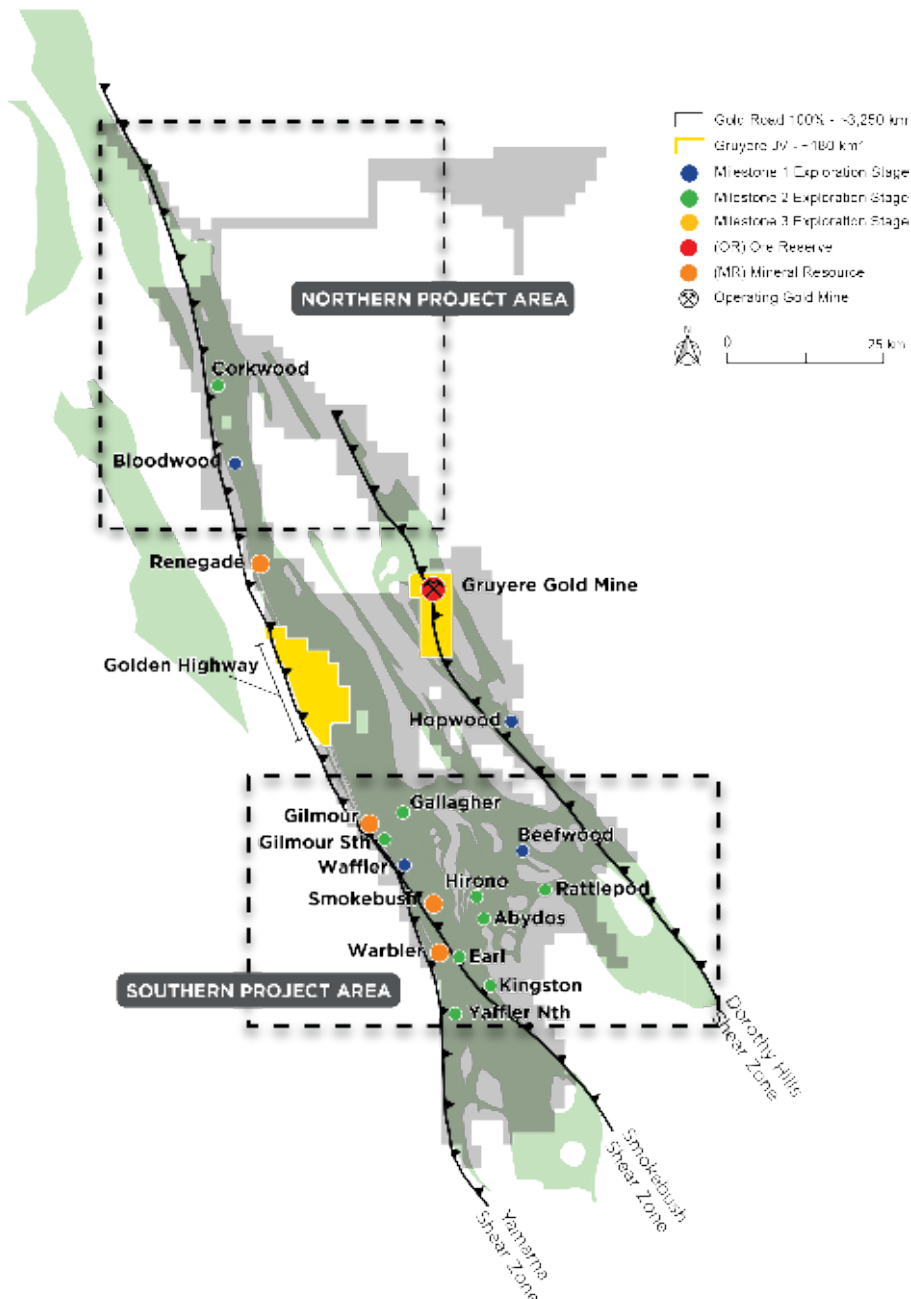 Gold Road 100% - ~3,250 km
Gruyere JV - ~180 km²
Milestone 1 Exploration Stage
Milestone 2 Exploration Stage
Milestone 3 Exploration Stage
(OR) Ore Reserve
(MR) Mineral Resource
Operating Gold Mine
N
0 25 km
NORTHERN PROJECT AREA
Corkwood
Bloodwood
Renegade
Gruyere Gold Mine
Golden Highway
Hopwood
Gallagher
Gilmour
Beefwood
Gilmour Sth
Waffler
Hirono
Rattlepod
Smokebush
Abydos
Warbler
Earl
SOUTHERN PROJECT AREA
Kingston
Yaffler Nth
Dorothy Hills
Shear Zone
Smokebush
Shear Zone
Yamarna
Shear Zone